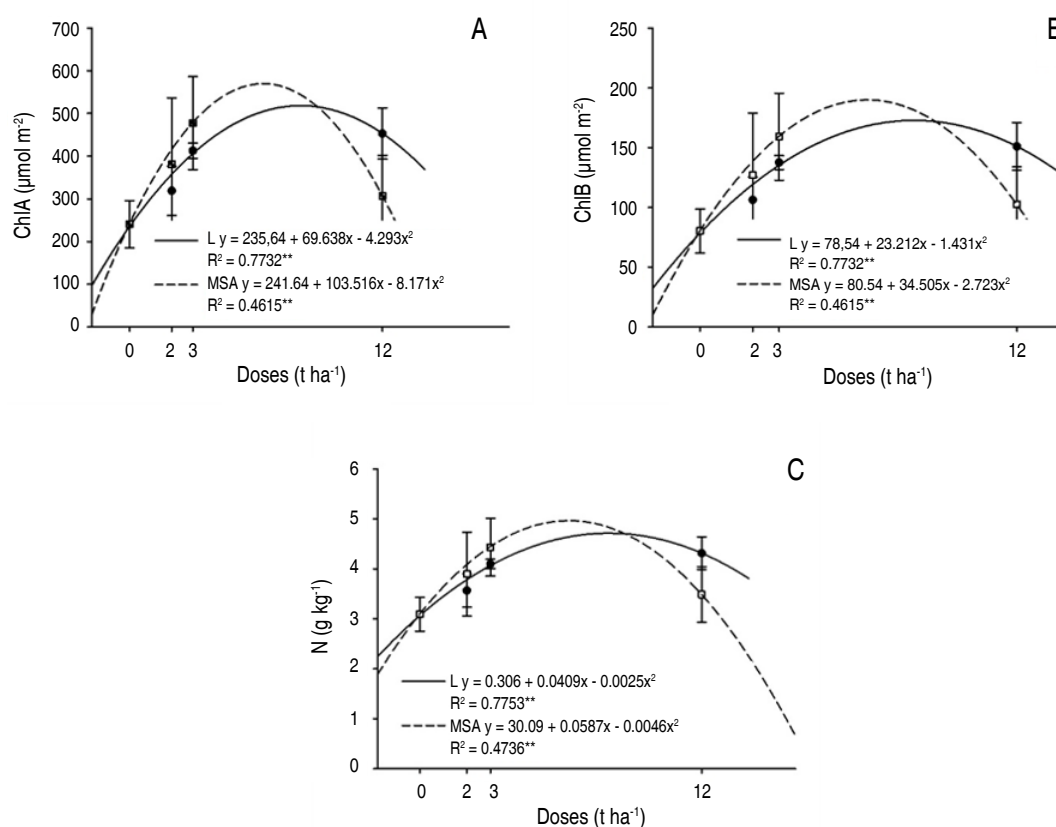 A
700
600
500
400
300
200
100
0
ChlA (µmol m⁻²)
L y = 235,64 + 69.638x - 4.293x²
R² = 0.7732**
MSA y = 241.64 + 103.516x - 8.171x²
R² = 0.4615**
0 2 3 12
Doses (t ha⁻¹)
B
250
200
150
100
50
0
ChlB (µmol m⁻²)
L y = 78,54 + 23.212x - 1.431x²
R² = 0.7732**
MSA y = 80.54 + 34.505x - 2.723x²
R² = 0.4615**
0 2 3 12
Doses (t ha⁻¹)
C
6
5
4
3
2
1
0
N (g kg⁻¹)
L y = 0.306 + 0.0409x - 0.0025x²
R² = 0.7753**
MSA y = 30.09 + 0.0587x - 0.0046x²
R² = 0.4736**
0 2 3 12
Doses (t ha⁻¹)